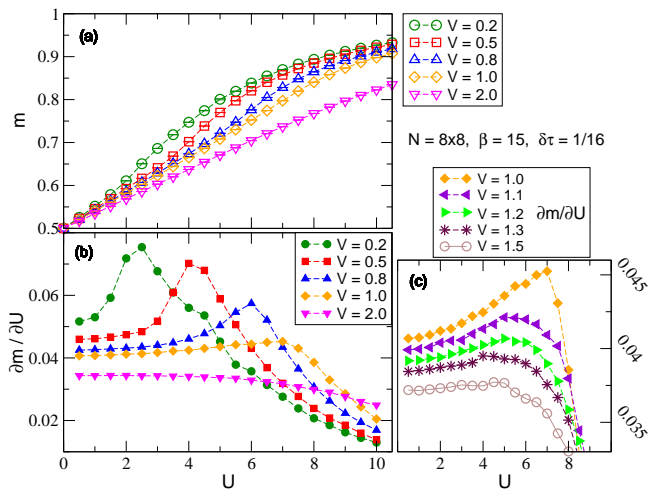 1
(a)
0.9
0.8
m
0.7
0.6
0.5
V = 0.2
V = 0.5
V = 0.8
V = 1.0
V = 2.0
N = 8x8, β = 15, δτ = 1/16
V = 1.0
V = 1.1
V = 1.2 ∂m/∂U
V = 1.3
V = 1.5
(b)
V = 0.2
V = 0.5
V = 0.8
V = 1.0
V = 2.0
0.06
0.04
0.02
∂m / ∂U
0 2 4 6 8 10
U
(c)
0.045
0.04
0.035
0 2 4 6 8
U